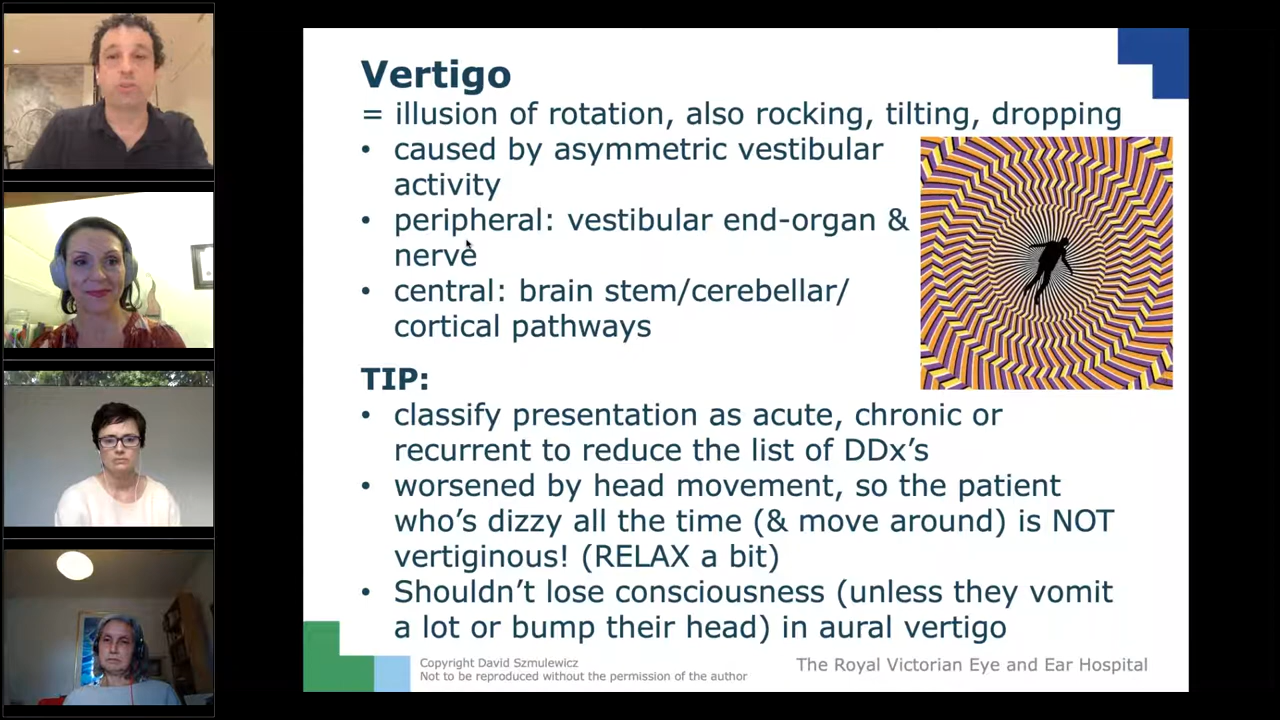 Vertigo
= illusion of rotation, also rocking, tilting, dropping
• caused by asymmetric vestibular
activity
• peripheral: vestibular end-organ &
nerve
• central: brain stem/cerebellar/
cortical pathways
TIP:
• classify presentation as acute, chronic or
recurrent to reduce the list of DDx’s
• worsened by head movement, so the patient
who’s dizzy all the time (& move around) is NOT
vertiginous! (RELAX a bit)
• Shouldn’t lose consciousness (unless they vomit
a lot or bump their head) in aural vertigo
Copyright David Szmulewicz
Not to be reproduced without the permission of the author
The Royal Victorian Eye and Ear Hospital